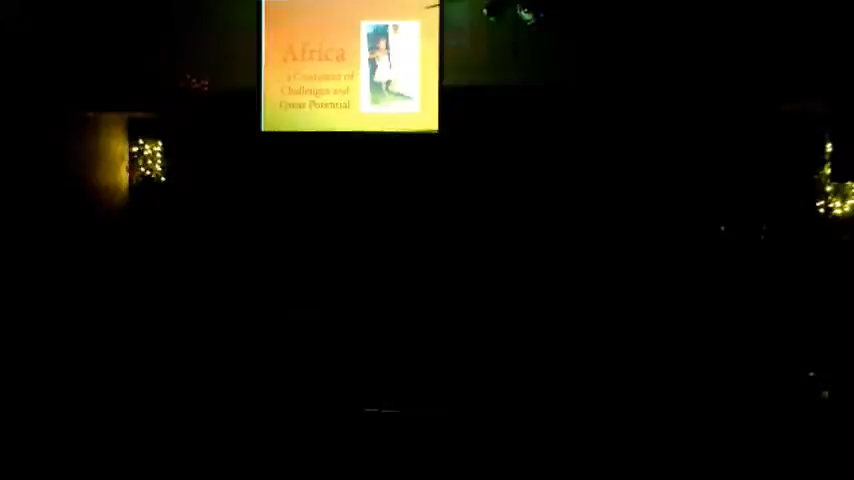 Africa
a Continent of
Challenges and
Great Potential